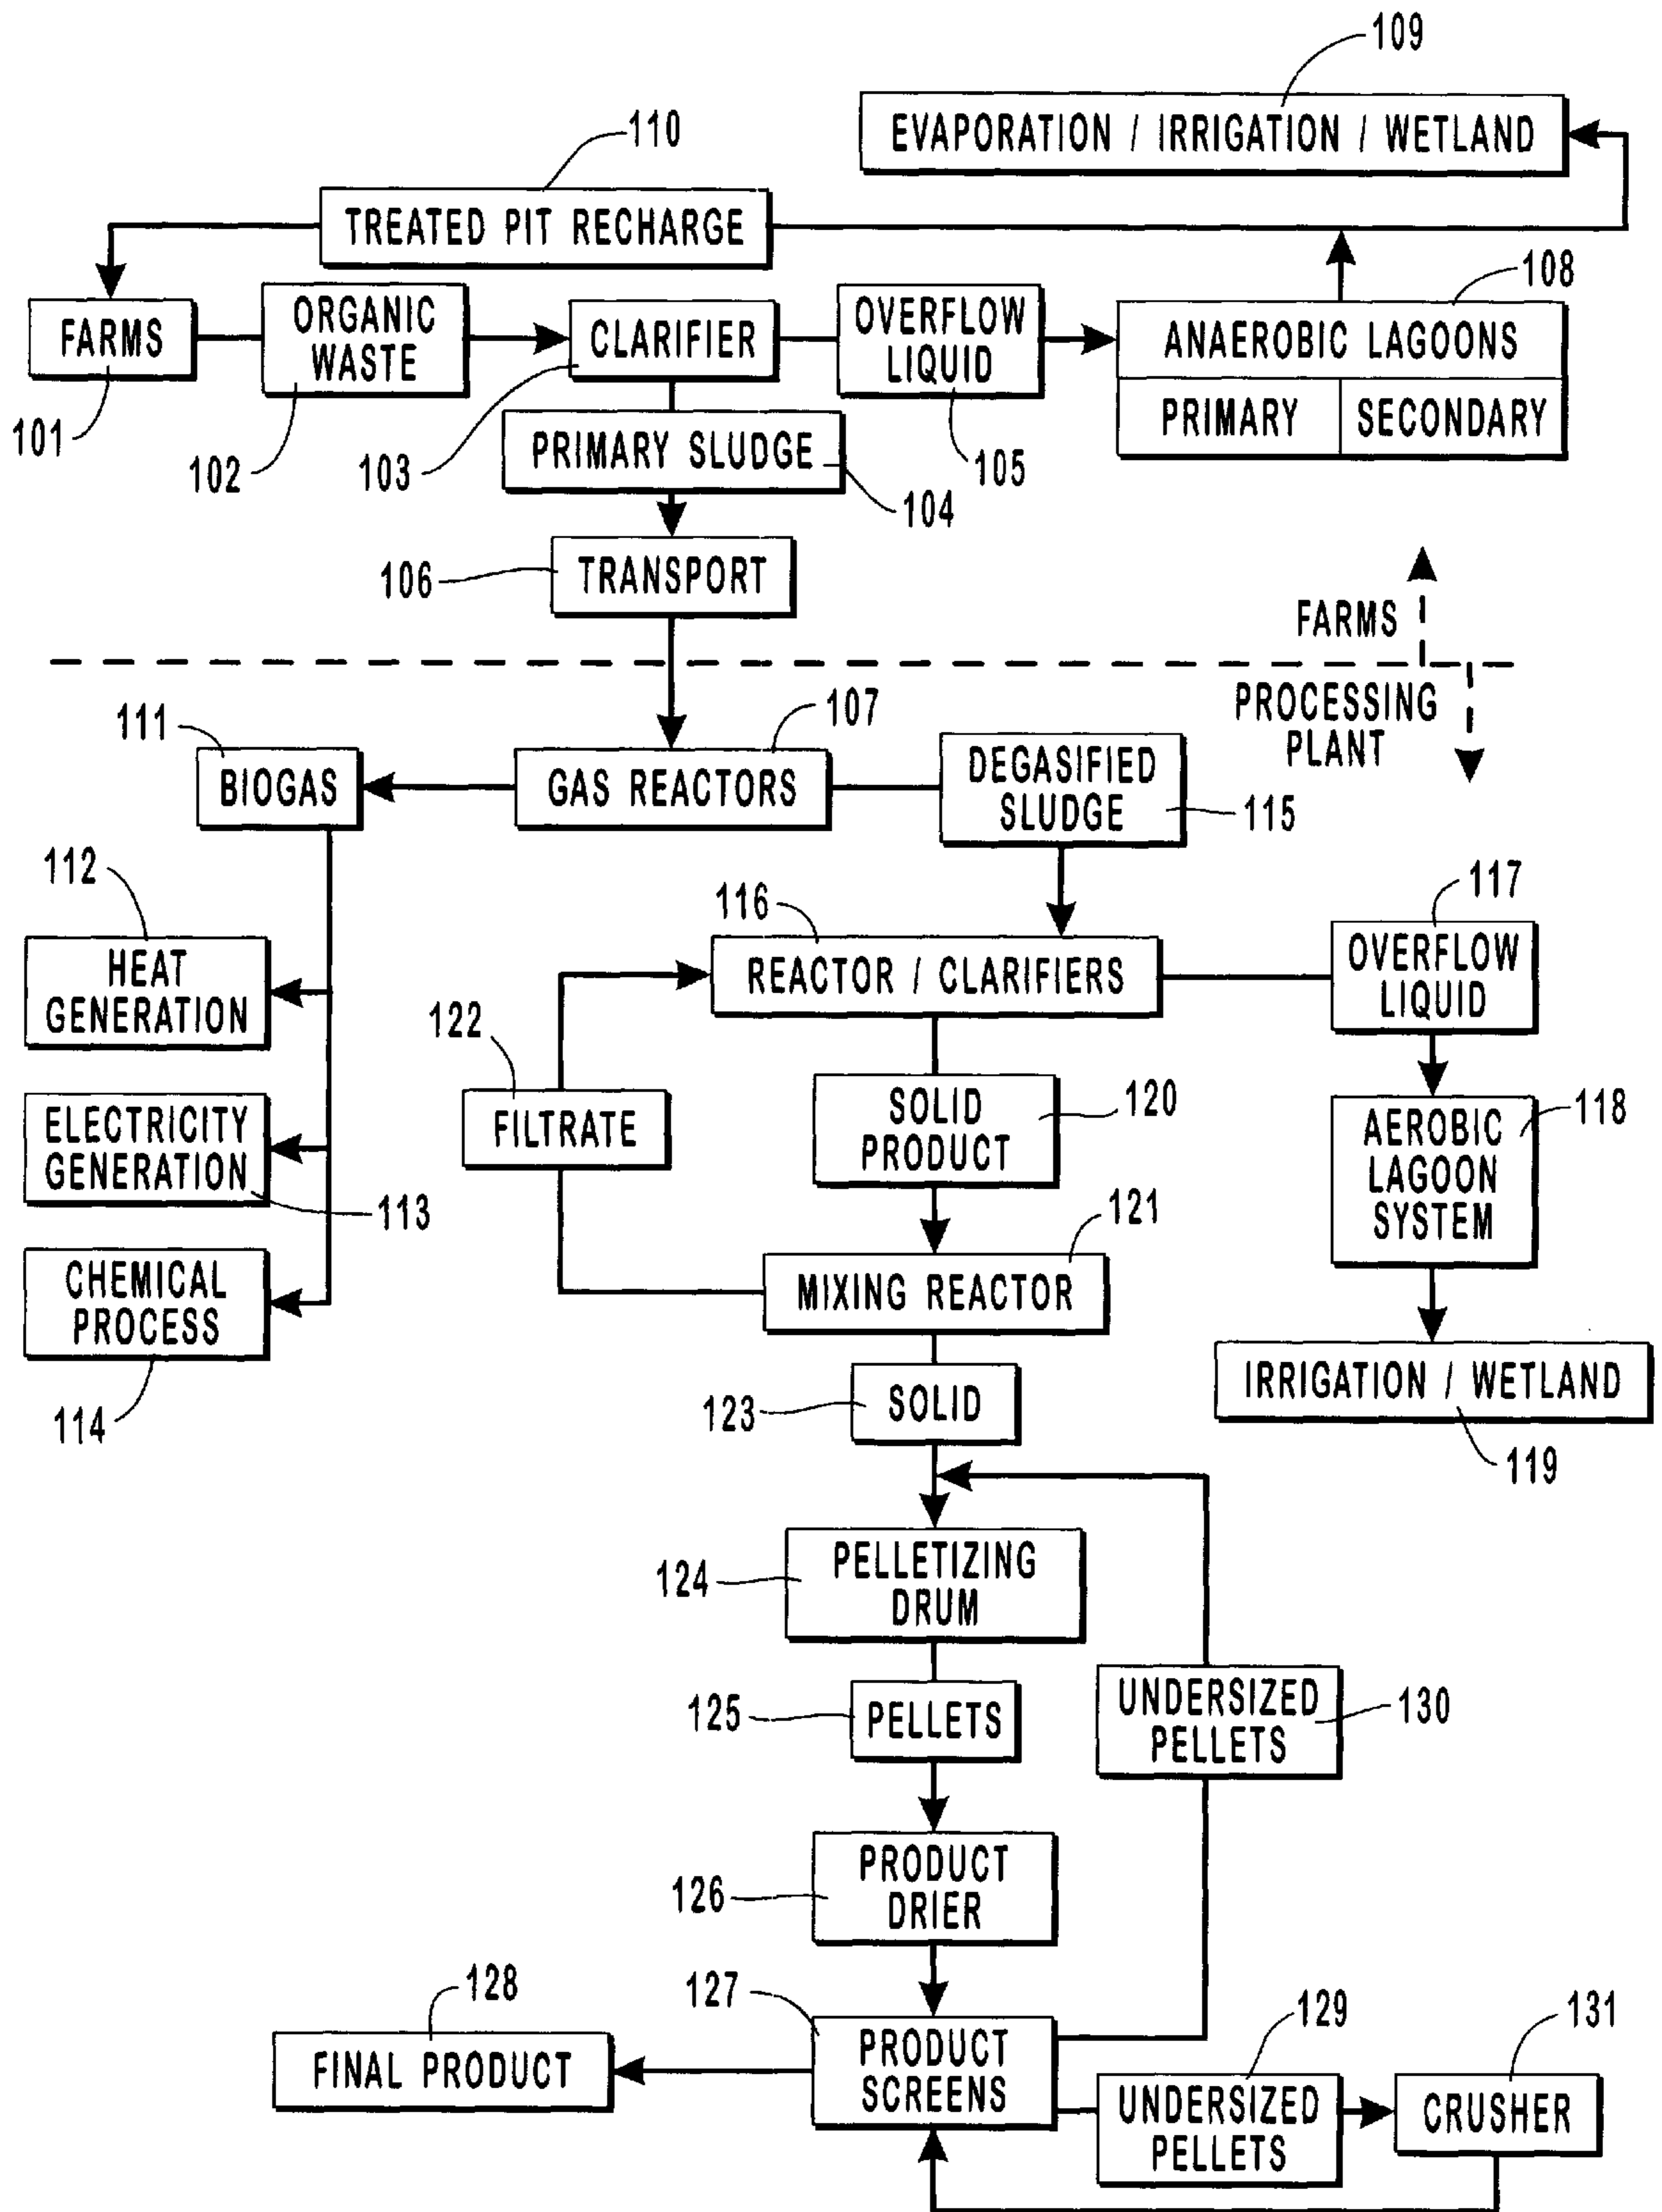 109
EVAPORATION / IRRIGATION / WETLAND
110
TREATED PIT RECHARGE
108
FARMS
ORGANIC
WASTE
CLARIFIER
OVERFLOW
LIQUID
ANAEROBIC LAGOONS
PRIMARY
SECONDARY
101
102
103
PRIMARY SLUDGE
105
104
106
TRANSPORT
FARMS
PROCESSING
PLANT
111
107
BIOGAS
GAS REACTORS
DEGASIFIED
SLUDGE
115
112
116
117
HEAT
GENERATION
REACTOR / CLARIFIERS
OVERFLOW
LIQUID
122
FILTRATE
SOLID
PRODUCT
120
ELECTRICITY
GENERATION
113
AEROBIC
LAGOON
SYSTEM
118
121
CHEMICAL
PROCESS
MIXING REACTOR
114
123
SOLID
IRRIGATION / WETLAND
119
124
PELLETIZING
DRUM
125
PELLETS
UNDERSIZED
PELLETS
130
126
PRODUCT
DRIER
128
127
129
131
FINAL PRODUCT
PRODUCT
SCREENS
UNDERSIZED
PELLETS
CRUSHER